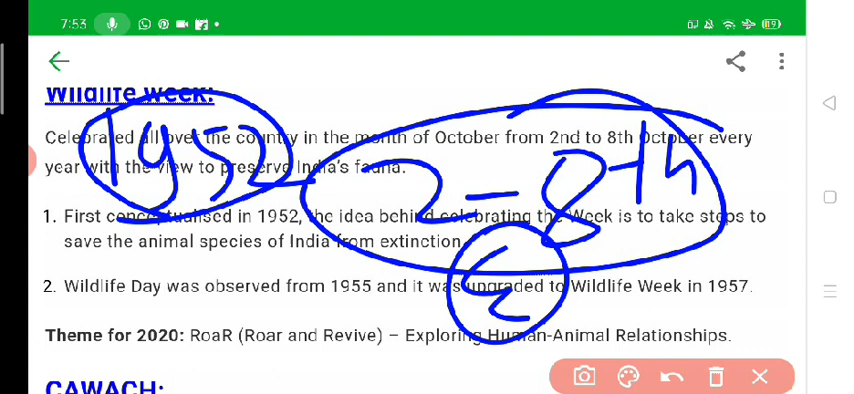 7:53
Wildlife Week:
Celebrated all over the country in the month of October from 2nd to 8th October every
year with the view to preserve India's fauna.
1952
2-8th
1. First conceptualised in 1952, the idea behind celebrating the Week is to take steps to
save the animal species of India from extinction.
2. Wildlife Day was observed from 1955 and it was upgraded to Wildlife Week in 1957.
Theme for 2020: RoaR (Roar and Revive) – Exploring Human-Animal Relationships.
CAWACH: